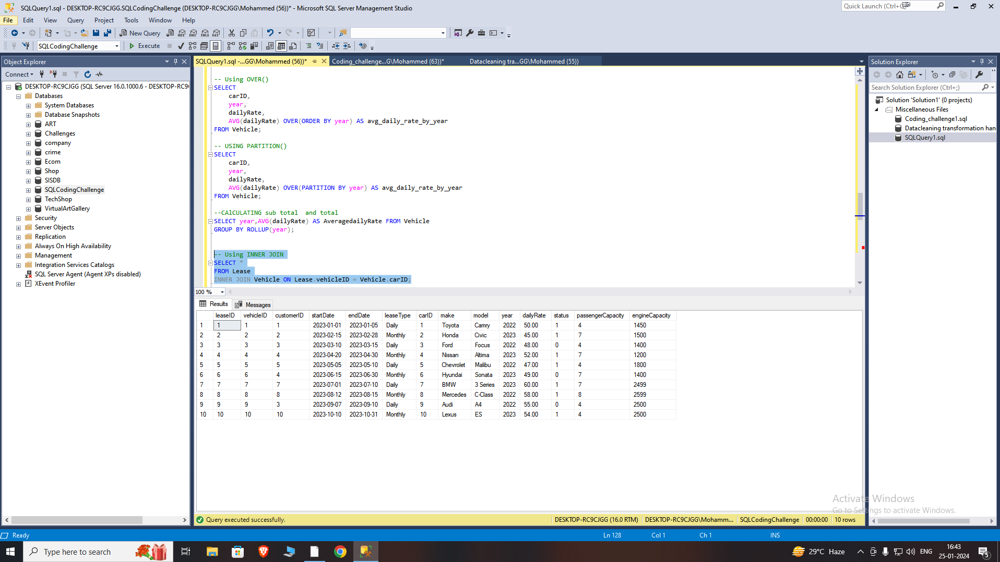 SQLQuery1.sql - DESKTOP-RC9CJGG.SQLCodingChallenge (DESKTOP-RC9CJGG\Mohammed (56))* - Microsoft SQL Server Management Studio
Quick Launch (Ctrl+Q)
File Edit View Query Project Tools Window Help
New Query
SQLCodingChallenge
Execute
Object Explorer
Connect
DESKTOP-RC9CJGG (SQL Server 16.0.1000.6 - DESKTOP-RC9
Databases
System Databases
Database Snapshots
ART
Challenges
company
crime
Ecom
Shop
SISDB
SQLCodingChallenge
TechShop
VirtualArtGallery
Security
Server Objects
Replication
Always On High Availability
Management
Integration Services Catalogs
SQL Server Agent (Agent XPs disabled)
XEvent Profiler
SQLQuery1.sql -...GG\Mohammed (56))*
Coding_challenge...G\Mohammed (63))*
Datacleaning tra...GG\Mohammed (55))
-- Using OVER()
SELECT
carID,
year,
dailyRate,
AVG(dailyRate) OVER(ORDER BY year) AS avg_daily_rate_by_year
FROM Vehicle;
-- USING PARTITION()
SELECT
carID,
year,
dailyRate,
AVG(dailyRate) OVER(PARTITION BY year) AS avg_daily_rate_by_year
FROM Vehicle;
--CAlCULATING sub total  and total
SELECT year,AVG(dailyRate) AS AveragedailyRate FROM Vehicle
GROUP BY ROLLUP(year);
-- Using INNER JOIN
SELECT *
FROM Lease
INNER JOIN Vehicle ON Lease.vehicleID = Vehicle.carID;
100 %
Results Messages
leaseID vehicleID customerID startDate endDate leaseType carID make model year dailyRate status passengerCapacity engineCapacity
1 1 1 1 2023-01-01 2023-01-05 Daily 1 Toyota Camry 2022 50.00 1 4 1450
2 2 2 2 2023-02-15 2023-02-28 Monthly 2 Honda Civic 2023 45.00 1 7 1500
3 3 3 3 2023-03-10 2023-03-15 Daily 3 Ford Focus 2022 48.00 0 4 1400
4 4 4 4 2023-04-20 2023-04-30 Monthly 4 Nissan Altima 2023 52.00 1 7 1200
5 5 5 5 2023-05-05 2023-05-10 Daily 5 Chevrolet Malibu 2022 47.00 1 4 1800
6 6 6 4 2023-06-15 2023-06-30 Monthly 6 Hyundai Sonata 2023 49.00 0 7 1400
7 7 7 7 2023-07-01 2023-07-10 Daily 7 BMW 3 Series 2023 60.00 1 7 2499
8 8 8 8 2023-08-12 2023-08-15 Monthly 8 Mercedes C-Class 2022 58.00 1 8 2599
9 9 9 3 2023-09-07 2023-09-10 Daily 9 Audi A4 2022 55.00 0 4 2500
10 10 10 10 2023-10-10 2023-10-31 Monthly 10 Lexus ES 2023 54.00 1 4 2500
Query executed successfully.
DESKTOP-RC9CJGG (16.0 RTM) DESKTOP-RC9CJGG\Mohamm... SQLCodingChallenge 00:00:00 10 rows
Solution Explorer
Search Solution Explorer (Ctrl+;)
Solution 'Solution1' (0 projects)
Miscellaneous Files
Coding_challenge1.sql
Datacleaning transformation han
SQLQuery1.sql
Activate Windows
Go to Settings to activate Windows.
Ready
Ln 128 Col 1 Ch 1 INS
Type here to search
29°C Haze
ENG
16:43
25-01-2024
5